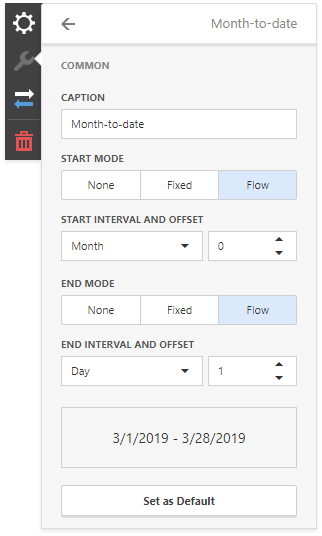 Month-to-date
COMMON
CAPTION
Month-to-date
START MODE
None Fixed Flow
START INTERVAL AND OFFSET
Month 0
END MODE
None Fixed Flow
END INTERVAL AND OFFSET
Day 1
3/1/2019 - 3/28/2019
Set as Default